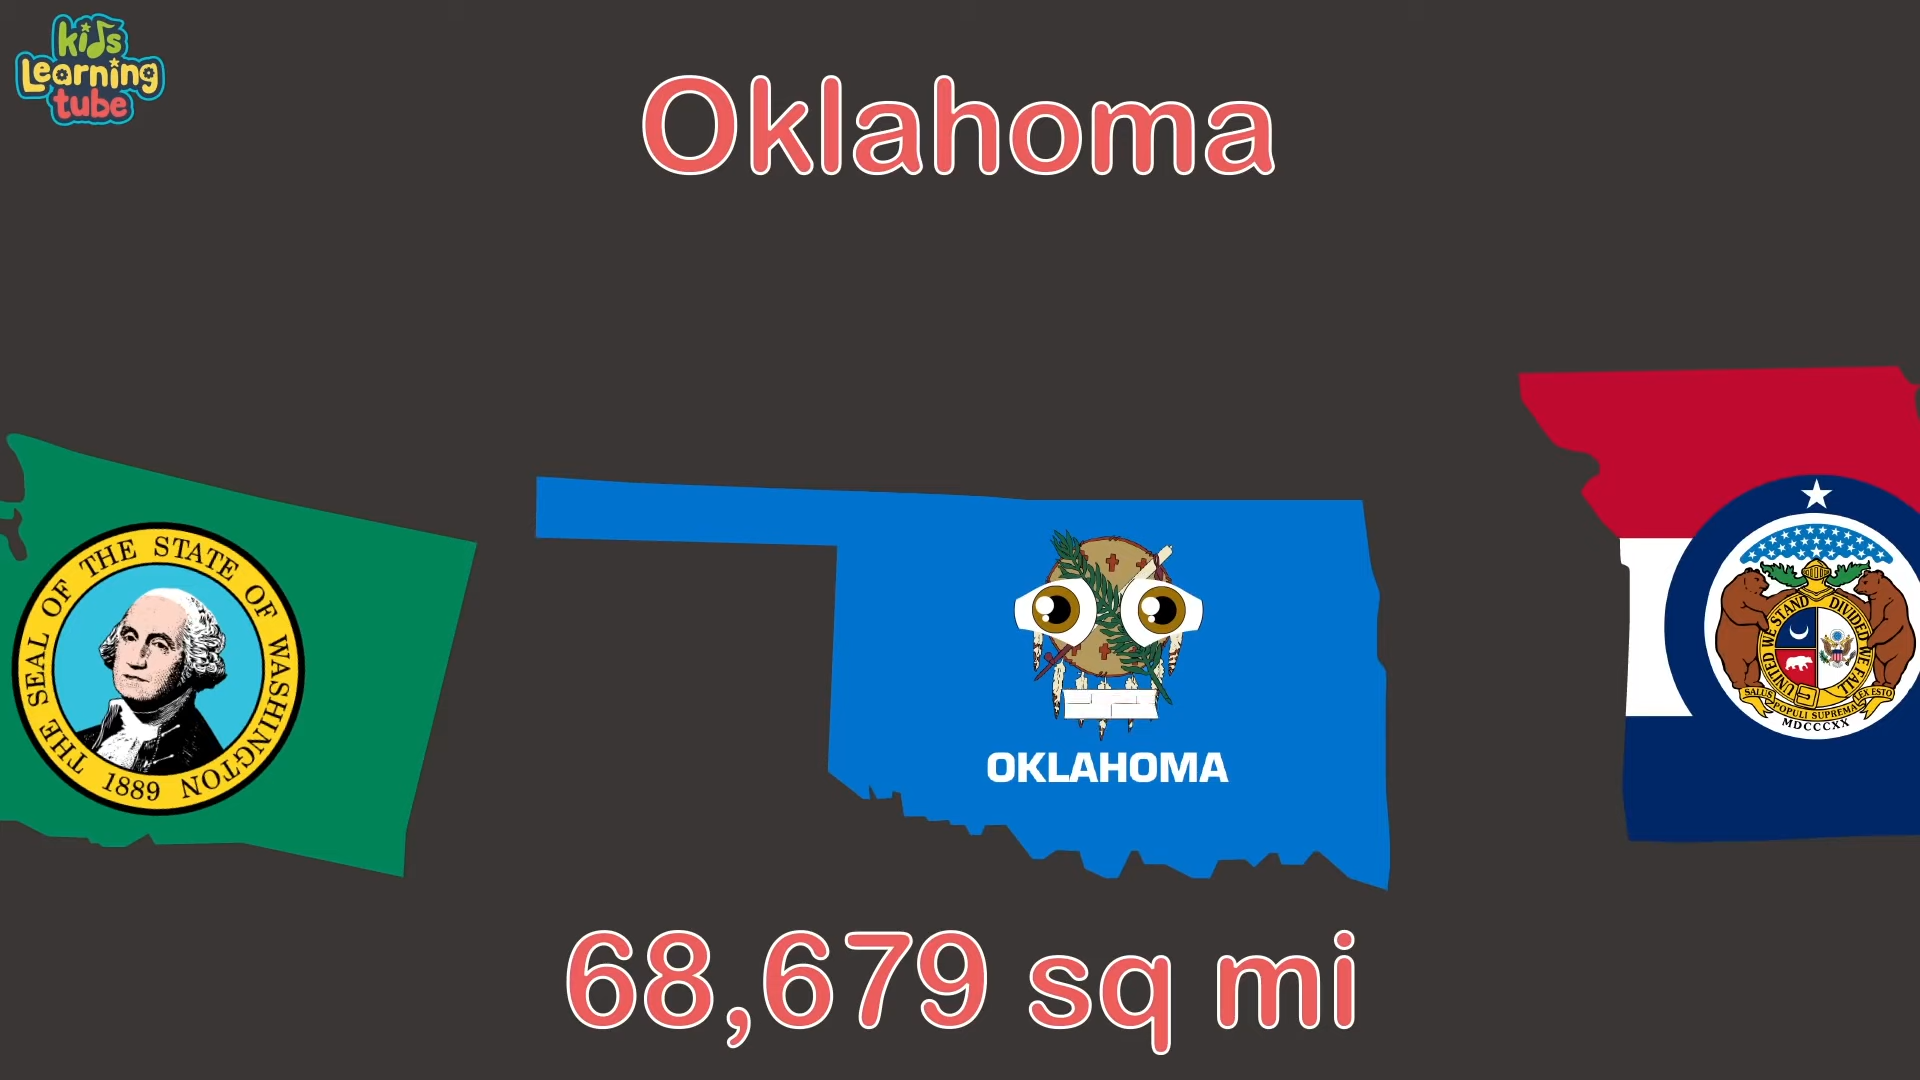 kids
Learning
tube
Oklahoma
THE SEAL OF THE STATE OF WASHINGTON
1889
OKLAHOMA
UNITED WE STAND DIVIDED WE FALL
SALUS POPULI SUPREMA LEX ESTO
MDCCCXX
68,679 sq mi